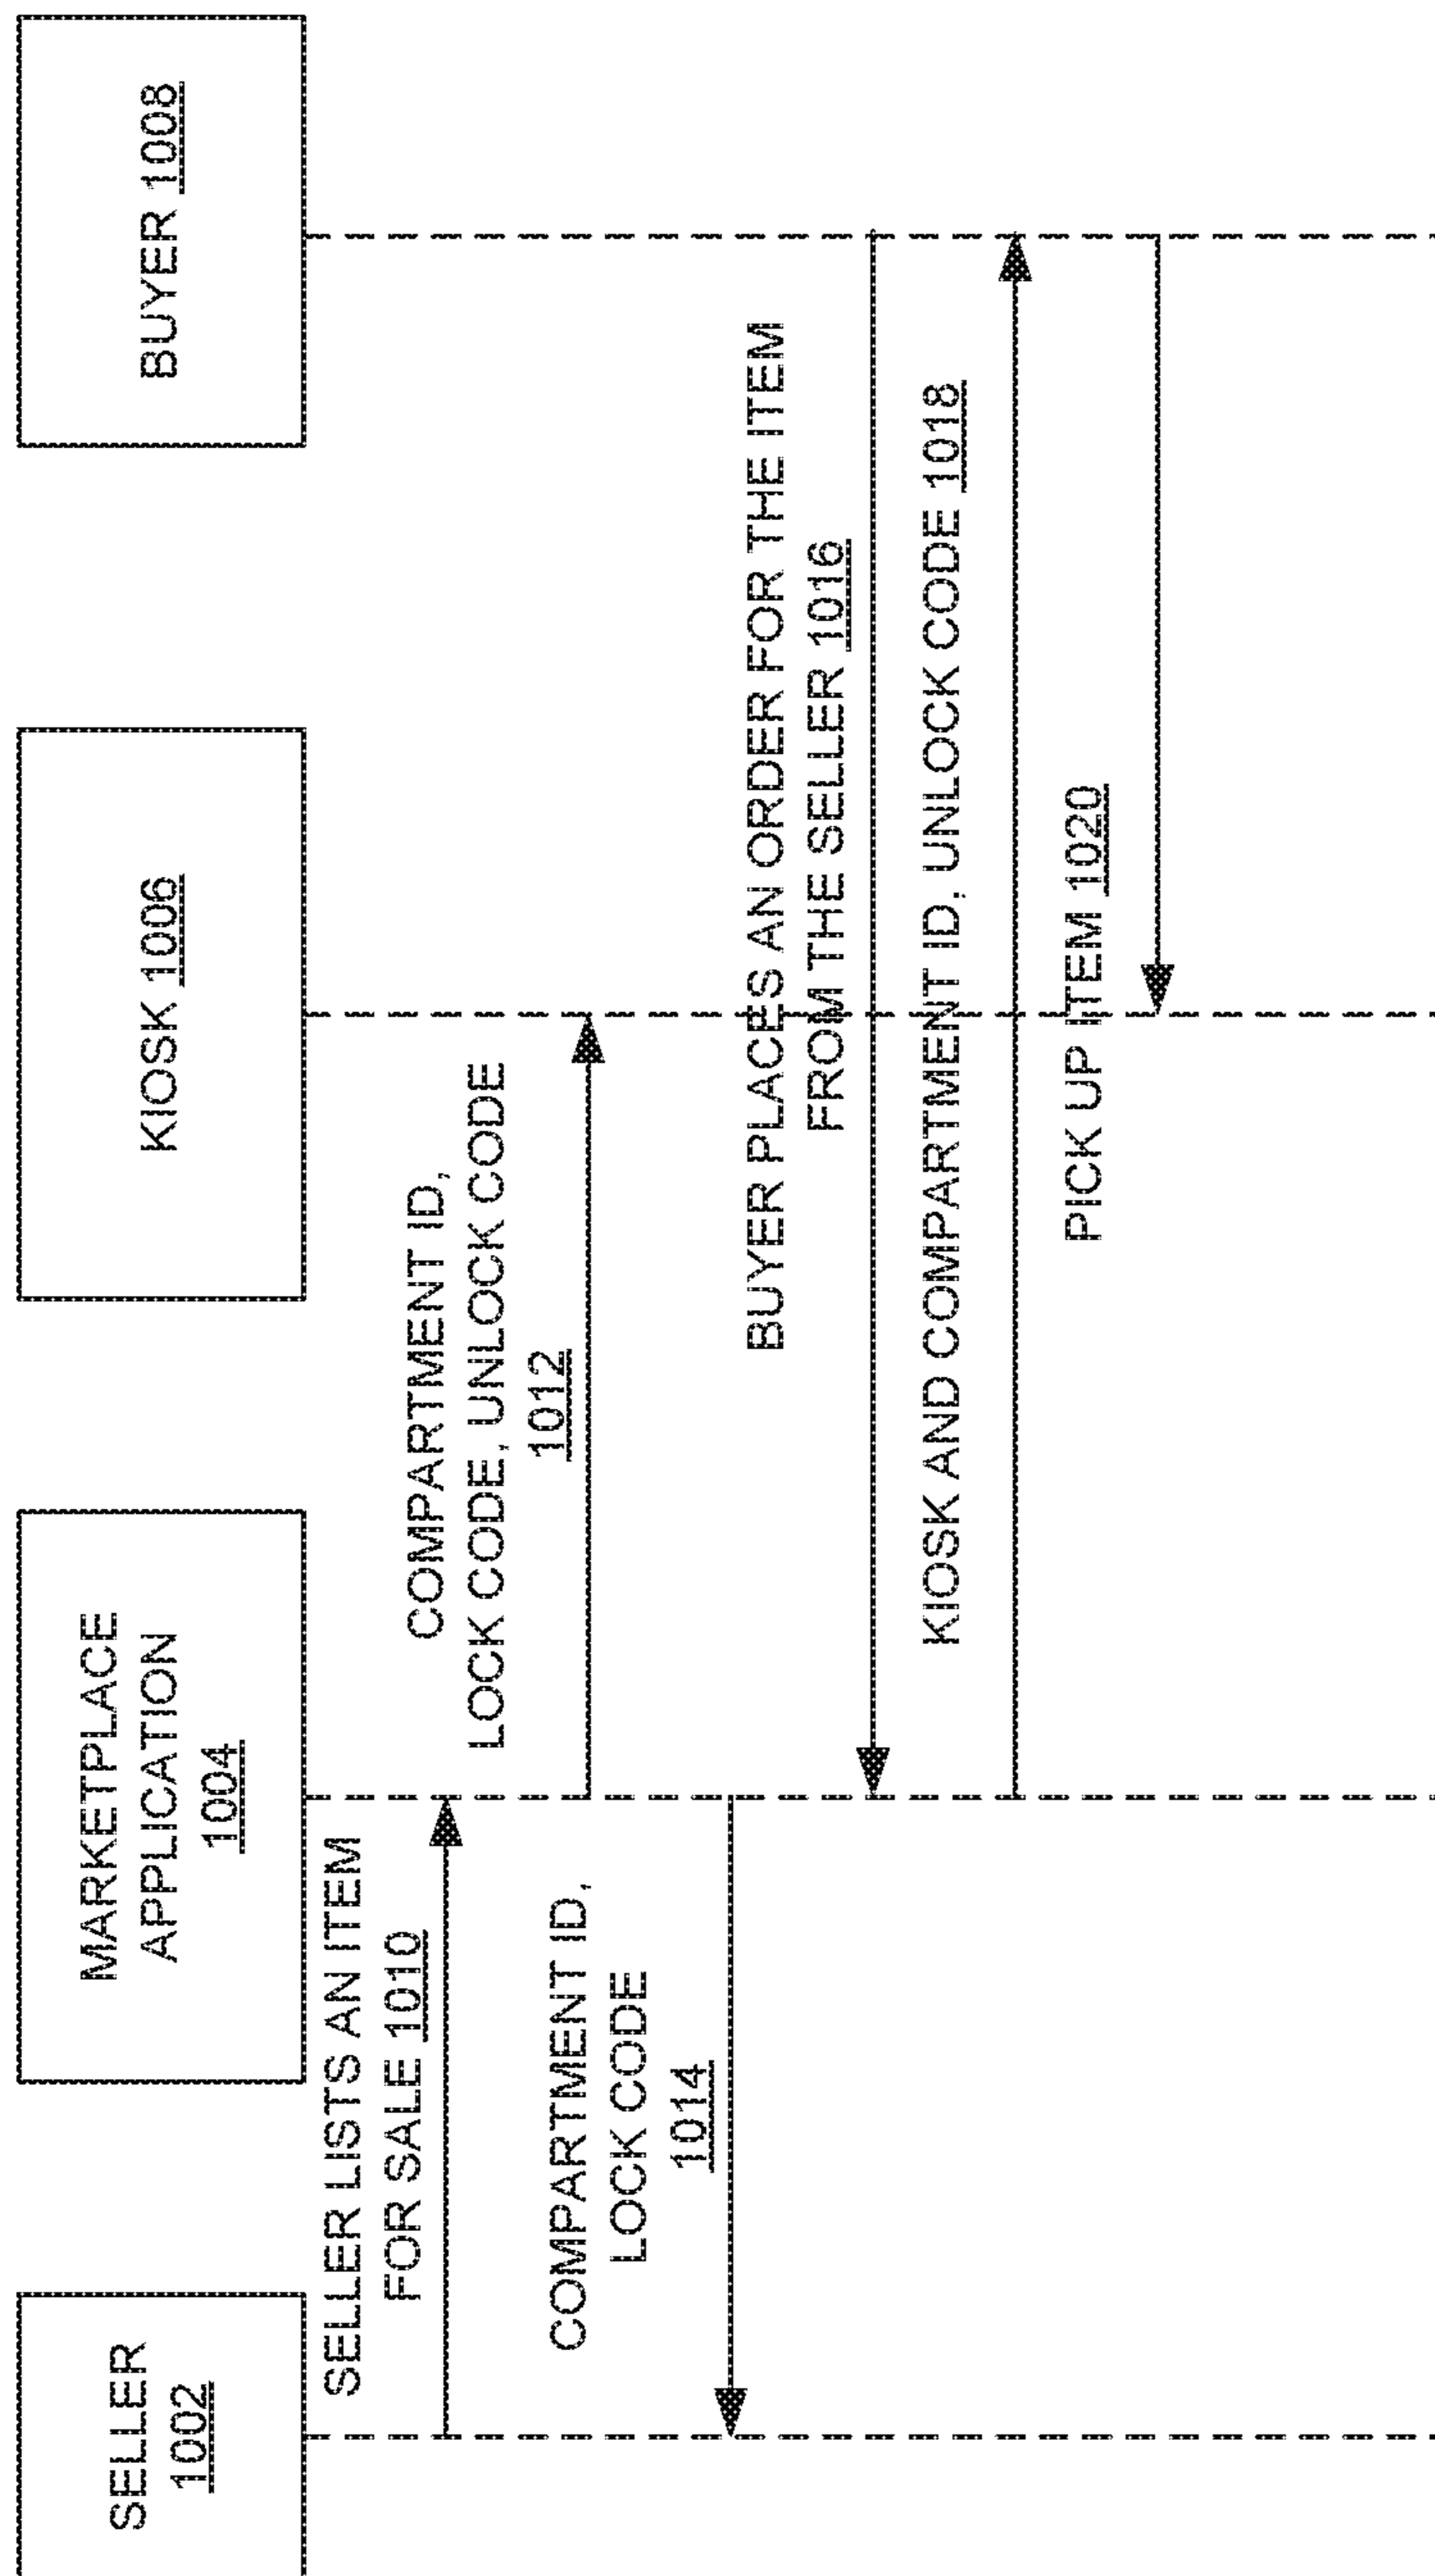 SELLER
1002
MARKETPLACE
APPLICATION
1004
KIOSK 1006
BUYER 1008
SELLER LISTS AN ITEM
FOR SALE 1010
COMPARTMENT ID,
LOCK CODE, UNLOCK CODE
1012
COMPARTMENT ID,
LOCK CODE
1014
BUYER PLACES AN ORDER FOR THE ITEM
FROM THE SELLER 1016
KIOSK AND COMPARTMENT ID, UNLOCK CODE 1018
PICK UP ITEM 1020